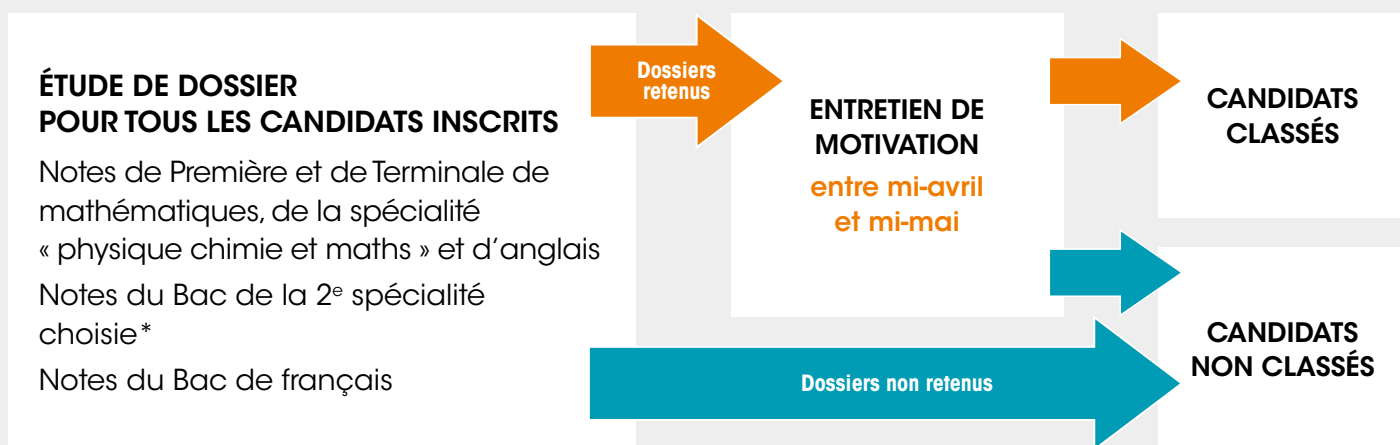 ÉTUDE DE DOSSIER
POUR TOUS LES CANDIDATS INSCRITS
Notes de Première et de Terminale de
mathématiques, de la spécialité
« physique chimie et maths » et d’anglais
Notes du Bac de la 2e spécialité
choisie*
Notes du Bac de français
Dossiers
retenus
ENTRETIEN DE
MOTIVATION
entre mi-avril
et mi-mai
CANDIDATS
CLASSÉS
Dossiers non retenus
CANDIDATS
NON CLASSÉS